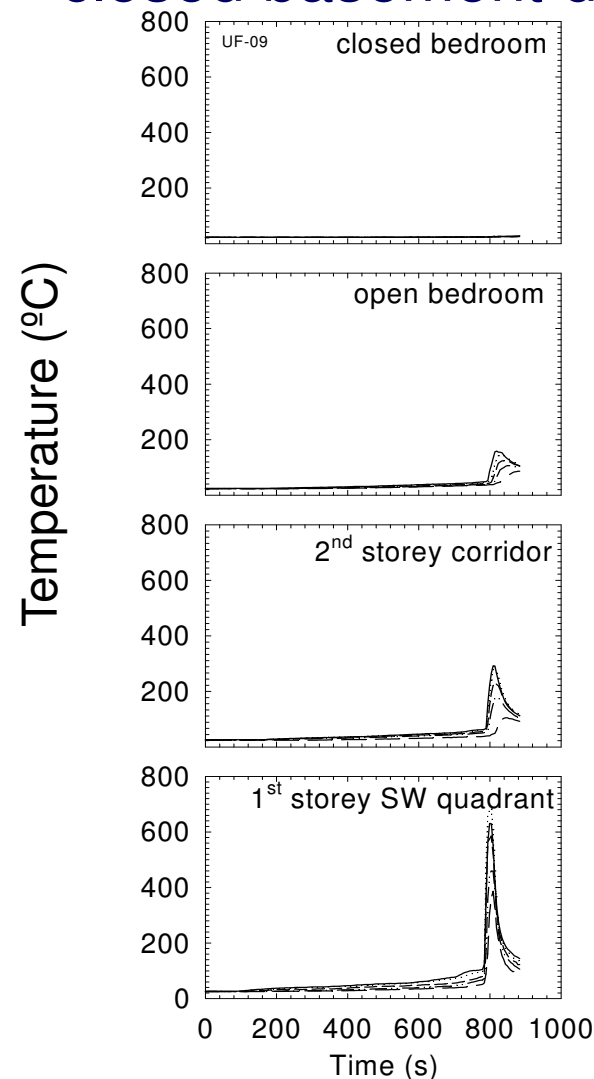 800
UF-09 closed bedroom
600
400
200
800
open bedroom
600
400
200
Temperature (ºC)
800
2nd storey corridor
600
400
200
800
1st storey SW quadrant
600
400
200
0
0 200 400 600 800 1000
Time (s)